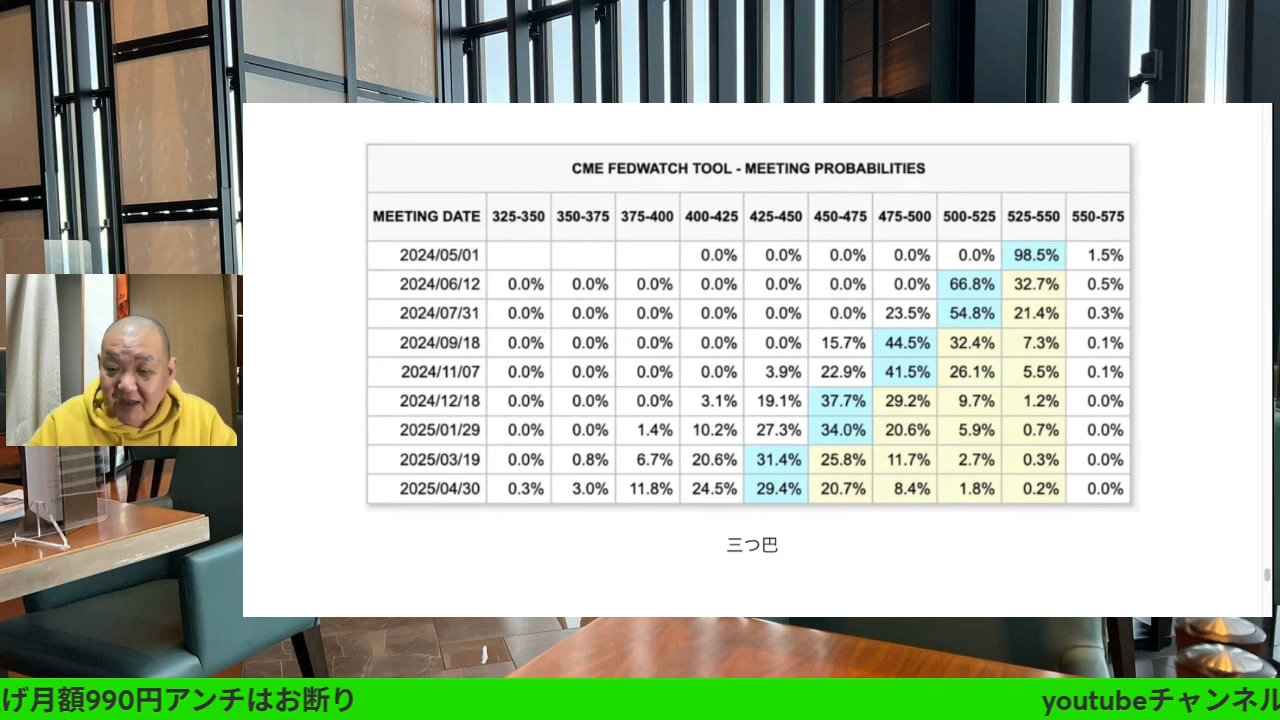 CME FEDWATCH TOOL - MEETING PROBABILITIES
MEETING DATE 325-350 350-375 375-400 400-425 425-450 450-475 475-500 500-525 525-550 550-575
2024/05/01 0.0% 0.0% 0.0% 0.0% 0.0% 98.5% 1.5%
2024/06/12 0.0% 0.0% 0.0% 0.0% 0.0% 0.0% 0.0% 66.8% 32.7% 0.5%
2024/07/31 0.0% 0.0% 0.0% 0.0% 0.0% 0.0% 23.5% 54.8% 21.4% 0.3%
2024/09/18 0.0% 0.0% 0.0% 0.0% 0.0% 15.7% 44.5% 32.4% 7.3% 0.1%
2024/11/07 0.0% 0.0% 0.0% 0.0% 3.9% 22.9% 41.5% 26.1% 5.5% 0.1%
2024/12/18 0.0% 0.0% 0.0% 3.1% 19.1% 37.7% 29.2% 9.7% 1.2% 0.0%
2025/01/29 0.0% 0.0% 1.4% 10.2% 27.3% 34.0% 20.6% 5.9% 0.7% 0.0%
2025/03/19 0.0% 0.8% 6.7% 20.6% 31.4% 25.8% 11.7% 2.7% 0.3% 0.0%
2025/04/30 0.3% 3.0% 11.8% 24.5% 29.4% 20.7% 8.4% 1.8% 0.2% 0.0%
三つ巴
げ月額990円アンチはお断り youtubeチャンネル